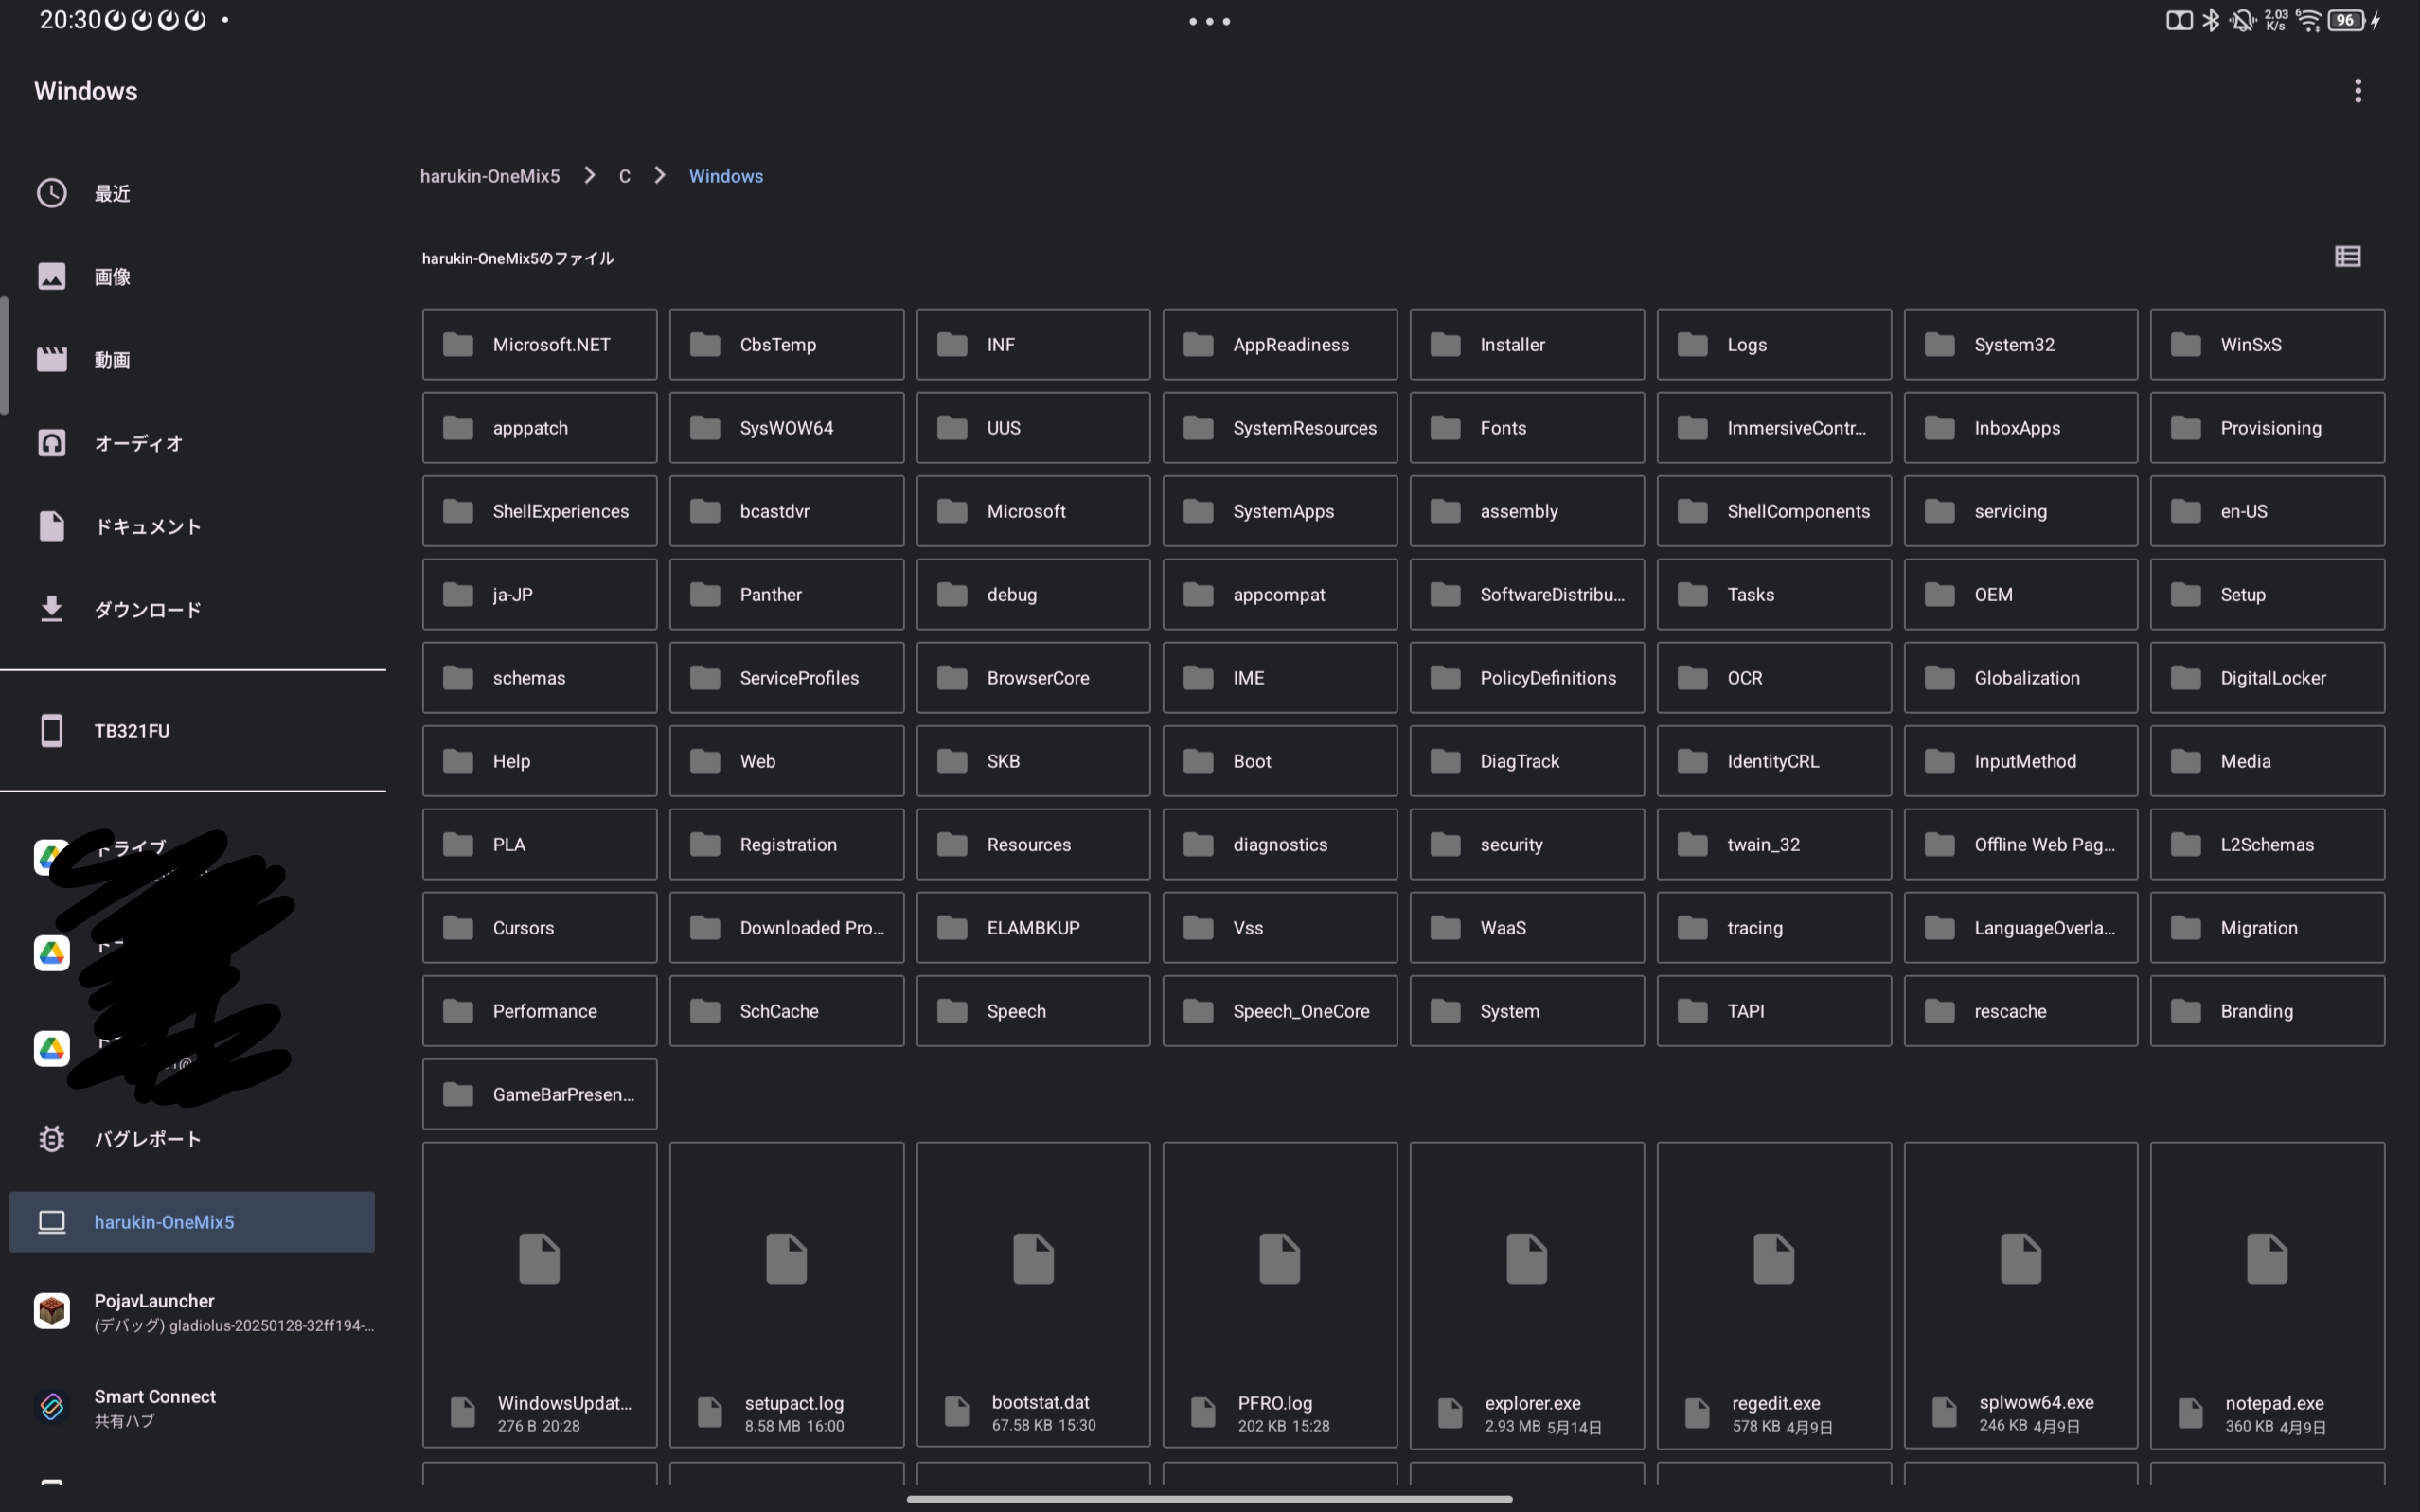 20:30
2.03
K/s
6
96
Windows
最近
画像
動画
オーディオ
ドキュメント
ダウンロード
TB321FU
ドライブ
バグレポート
harukin-OneMix5
PojavLauncher
(デバッグ) gladiolus-20250128-32ff194-...
Smart Connect
共有ハブ
harukin-OneMix5 > C > Windows
harukin-OneMix5のファイル
Microsoft.NET CbsTemp INF AppReadiness Installer Logs System32 WinSxS
apppatch SysWOW64 UUS SystemResources Fonts ImmersiveContr... InboxApps Provisioning
ShellExperiences bcastdvr Microsoft SystemApps assembly ShellComponents servicing en-US
ja-JP Panther debug appcompat SoftwareDistribu... Tasks OEM Setup
schemas ServiceProfiles BrowserCore IME PolicyDefinitions OCR Globalization DigitalLocker
Help Web SKB Boot DiagTrack IdentityCRL InputMethod Media
PLA Registration Resources diagnostics security twain_32 Offline Web Pag... L2Schemas
Cursors Downloaded Pro... ELAMBKUP Vss WaaS tracing LanguageOverla... Migration
Performance SchCache Speech Speech_OneCore System TAPI rescache Branding
GameBarPresen...
WindowsUpdat... setupact.log bootstat.dat PFRO.log explorer.exe regedit.exe splwow64.exe notepad.exe
276 B 20:28 8.58 MB 16:00 67.58 KB 15:30 202 KB 15:28 2.93 MB 5月14日 578 KB 4月9日 246 KB 4月9日 360 KB 4月9日